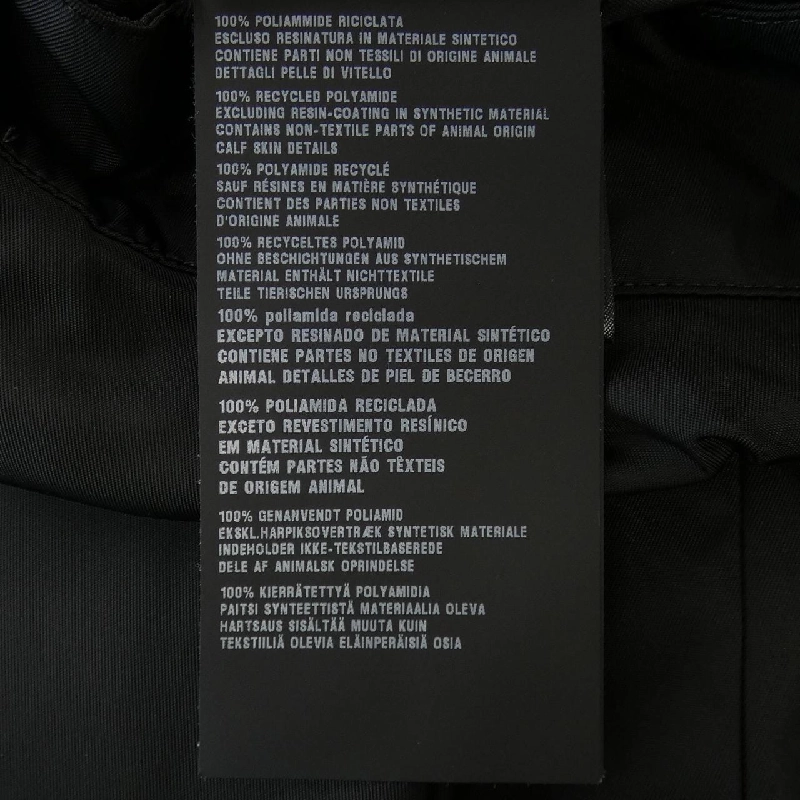 100% POLIAMMIDE RICICLATA
ESCLUSO RESINATURA IN MATERIALE SINTETICO
CONTIENE PARTI NON TESSILI DI ORIGINE ANIMALE
DETTAGLI PELLE DI VITELLO
100% RECYCLED POLYAMIDE
EXCLUDING RESIN-COATING IN SYNTHETIC MATERIAL
CONTAINS NON-TEXTILE PARTS OF ANIMAL ORIGIN
CALF SKIN DETAILS
100% POLYAMIDE RECYCLÉ
SAUF RÉSINES EN MATIÈRE SYNTHÉTIQUE
CONTIENT DES PARTIES NON TEXTILES
D'ORIGINE ANIMALE
100% RECYCELTES POLYAMID
OHNE BESCHICHTUNGEN AUS SYNTHETISCHEM
MATERIAL ENTHÄLT NICHTTEXTILE
TEILE TIERISCHEN URSPRUNGS
100% poliamida reciclada
EXCEPTO RESINADO DE MATERIAL SINTÉTICO
CONTIENE PARTES NO TEXTILES DE ORIGEN
ANIMAL DETALLES DE PIEL DE BECERRO
100% POLIAMIDA RECICLADA
EXCETO REVESTIMENTO RESÍNICO
EM MATERIAL SINTÉTICO
CONTÉM PARTES NÃO TÊXTEIS
DE ORIGEM ANIMAL
100% GENANVENDT POLIAMID
EKSKL.HARPIKSOVERTRÆK SYNTETISK MATERIALE
INDEHOLDER IKKE-TEKSTILBASEREDE
DELE AF ANIMALSK OPRINDELSE
100% KIERRÄTETTYÄ POLYAMIDIA
PAITSI SYNTEETTISTÄ MATERIAALIA OLEVA
HARTSAUS SISÄLTÄÄ MUUTA KUIN
TEKSTIILIÄ OLEVIA ELÄINPERÄISIÄ OSIA